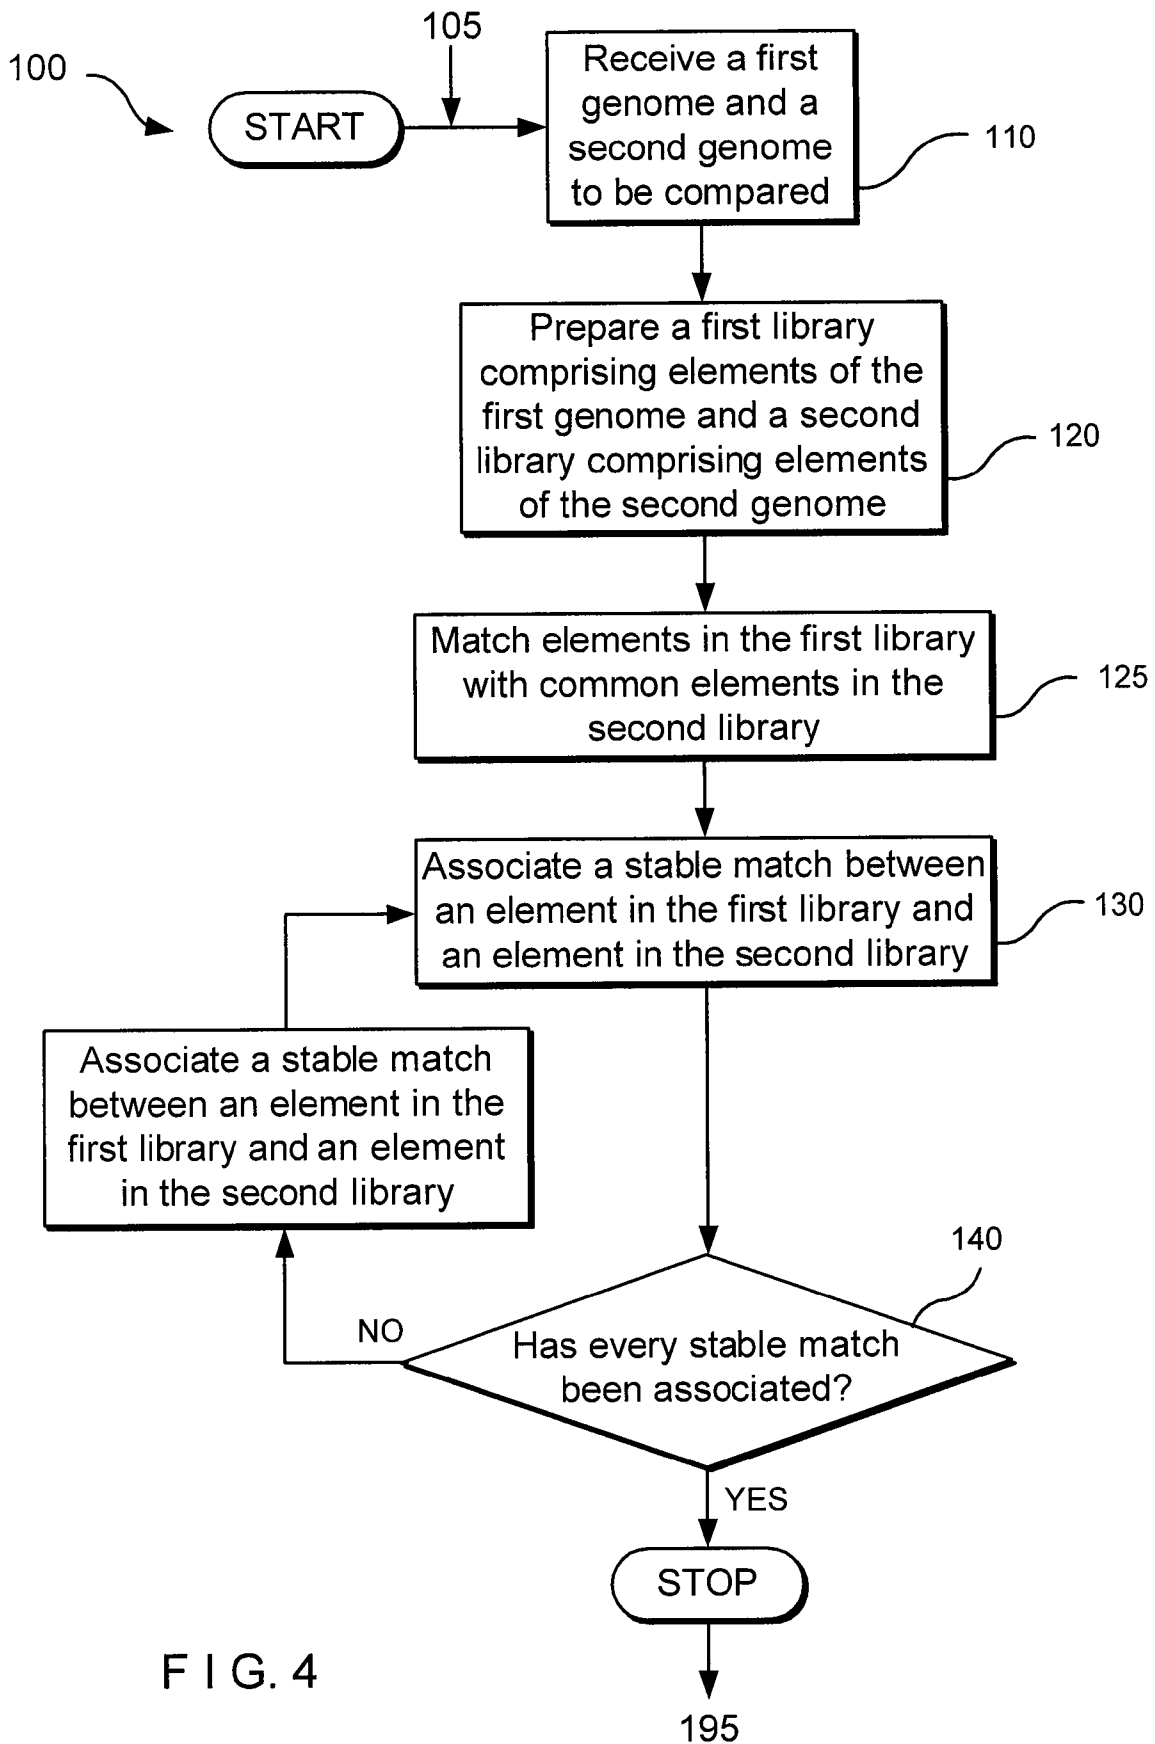 105
100
START
Receive a first
genome and a
second genome
to be compared
110
Prepare a first library
comprising elements of the
first genome and a second
library comprising elements
of the second genome
120
Match elements in the first library
with common elements in the
second library
125
Associate a stable match between
an element in the first library and
an element in the second library
130
Associate a stable match
between an element in the
first library and an element
in the second library
140
NO
Has every stable match
been associated?
YES
STOP
FIG. 4
195